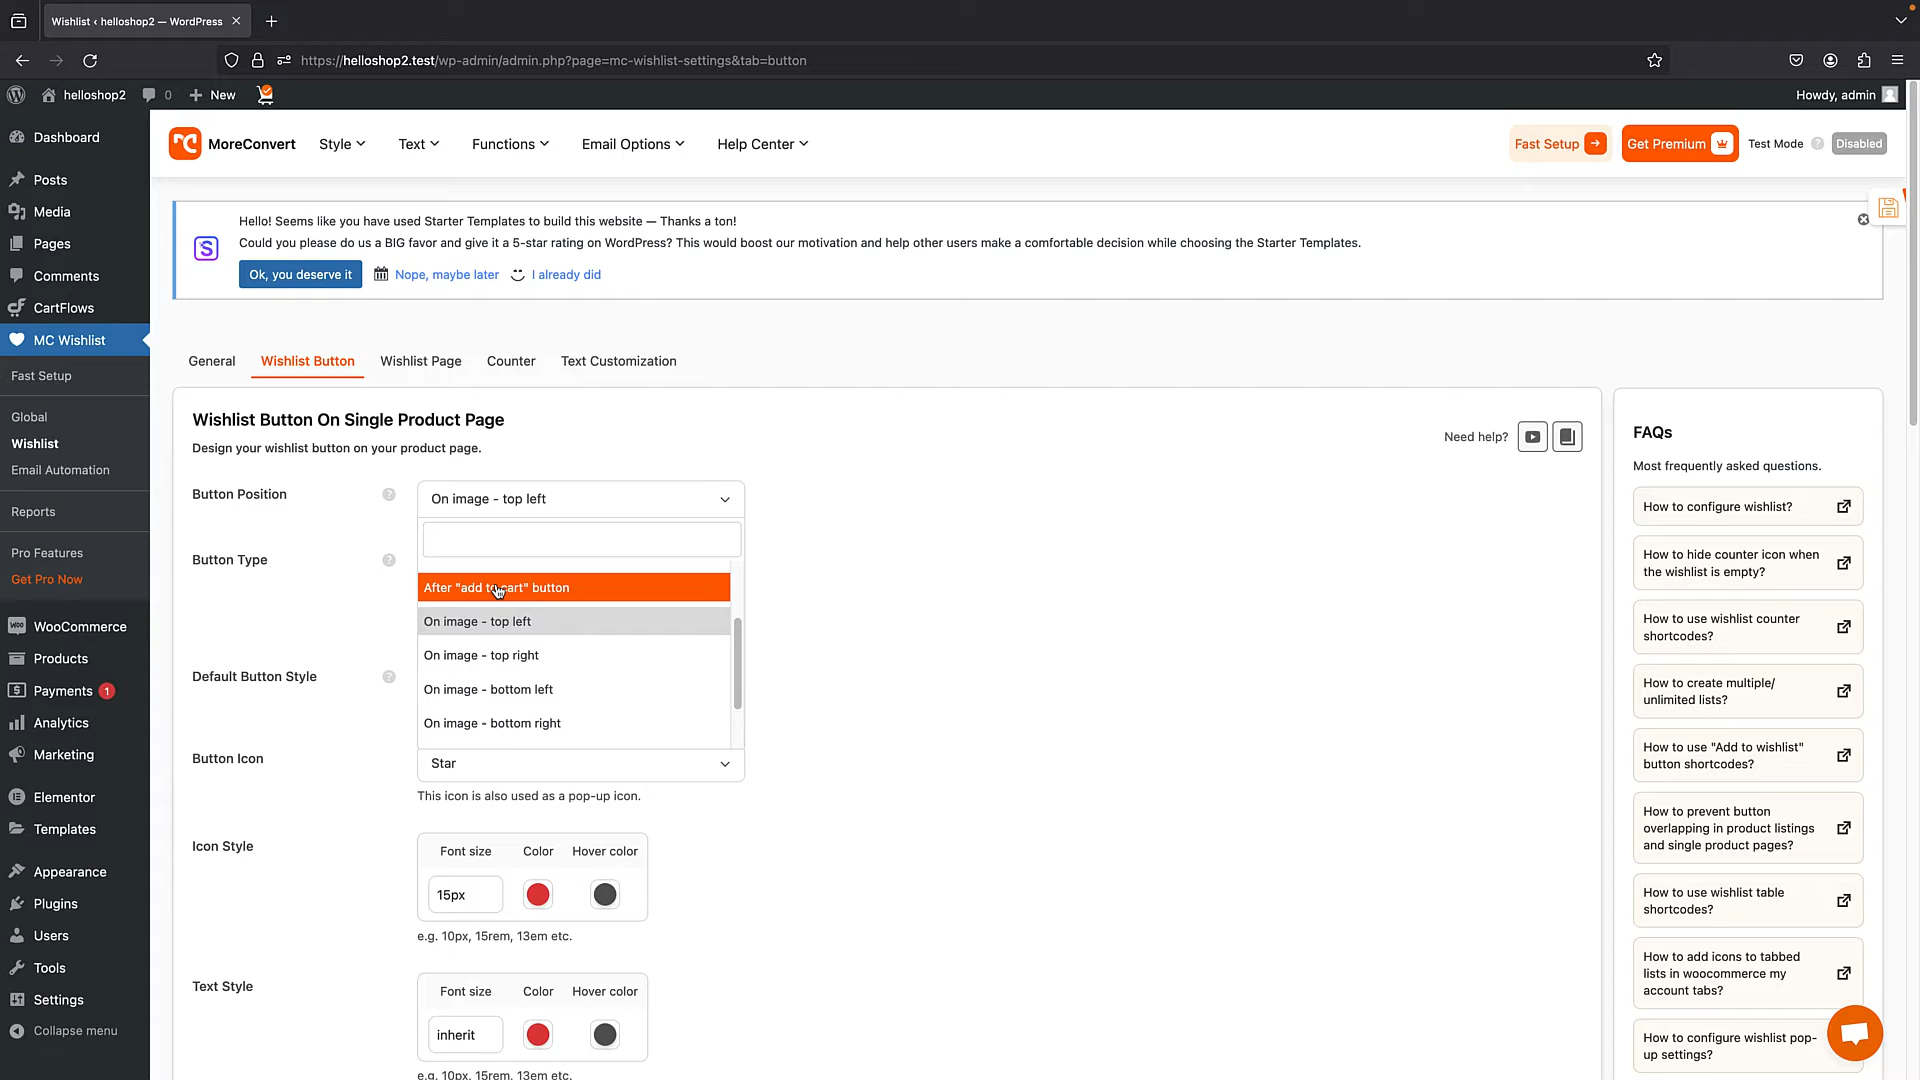 Wishlist ‹ helloshop2 — WordPress
https://helloshop2.test/wp-admin/admin.php?page=mc-wishlist-settings&tab=button
helloshop2
0
New
Howdy, admin
Dashboard
Posts
Media
Pages
Comments
CartFlows
MC Wishlist
Fast Setup
Global
Wishlist
Email Automation
Reports
Pro Features
Get Pro Now
WooCommerce
Products
Payments 1
Analytics
Marketing
Elementor
Templates
Appearance
Plugins
Users
Tools
Settings
Collapse menu
MoreConvert
Style
Text
Functions
Email Options
Help Center
Fast Setup
Get Premium
Test Mode
Disabled
Hello! Seems like you have used Starter Templates to build this website — Thanks a ton!
Could you please do us a BIG favor and give it a 5-star rating on WordPress? This would boost our motivation and help other users make a comfortable decision while choosing the Starter Templates.
Ok, you deserve it
Nope, maybe later
I already did
General
Wishlist Button
Wishlist Page
Counter
Text Customization
Wishlist Button On Single Product Page
Design your wishlist button on your product page.
Need help?
Button Position
On image - top left
Button Type
After "add to cart" button
On image - top left
On image - top right
On image - bottom left
On image - bottom right
Default Button Style
Button Icon
Star
This icon is also used as a pop-up icon.
Icon Style
Font size
Color
Hover color
15px
e.g. 10px, 15rem, 13em etc.
Text Style
Font size
Color
Hover color
inherit
e.g. 10px, 15rem, 13em etc.
FAQs
Most frequently asked questions.
How to configure wishlist?
How to hide counter icon when
the wishlist is empty?
How to use wishlist counter
shortcodes?
How to create multiple/
unlimited lists?
How to use "Add to wishlist"
button shortcodes?
How to prevent button
overlapping in product listings
and single product pages?
How to use wishlist table
shortcodes?
How to add icons to tabbed
lists in woocommerce my
account tabs?
How to configure wishlist pop-
up settings?